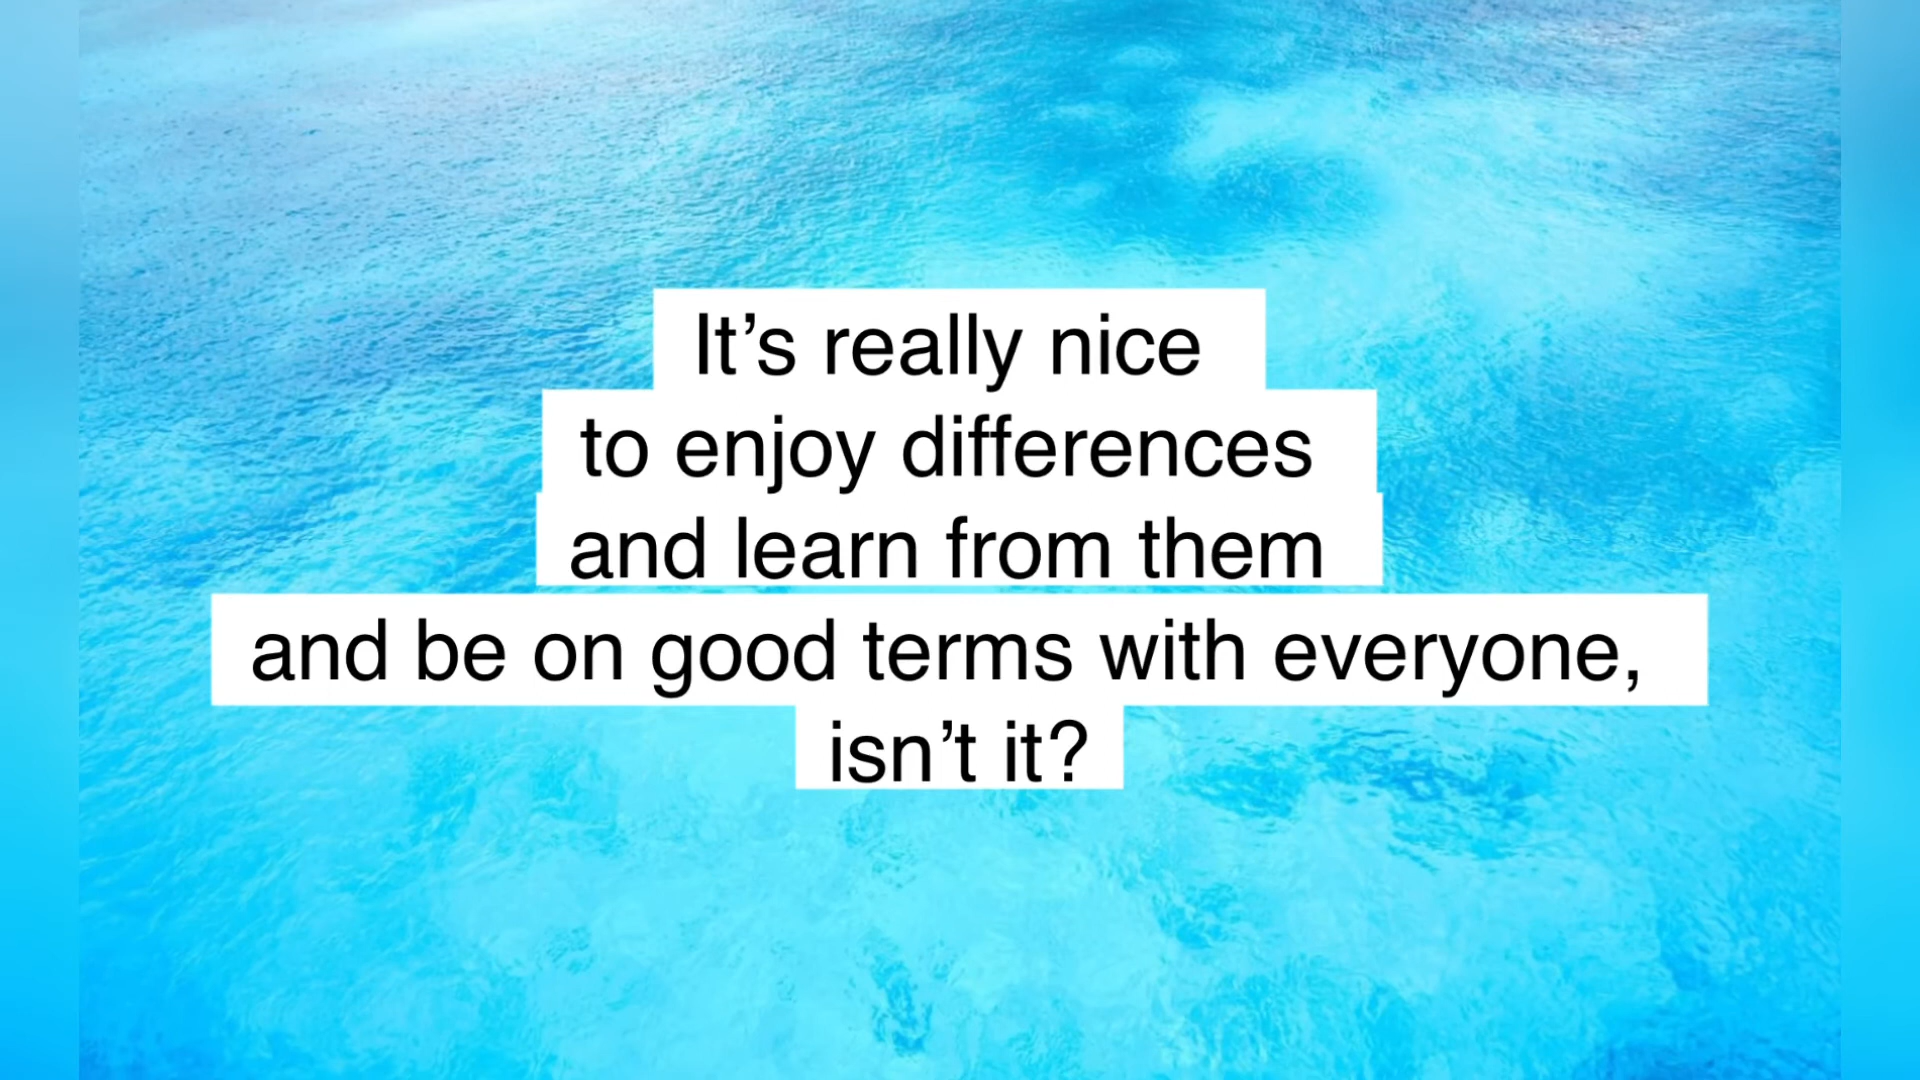 It’s really nice
to enjoy differences
and learn from them
and be on good terms with everyone,
isn’t it?